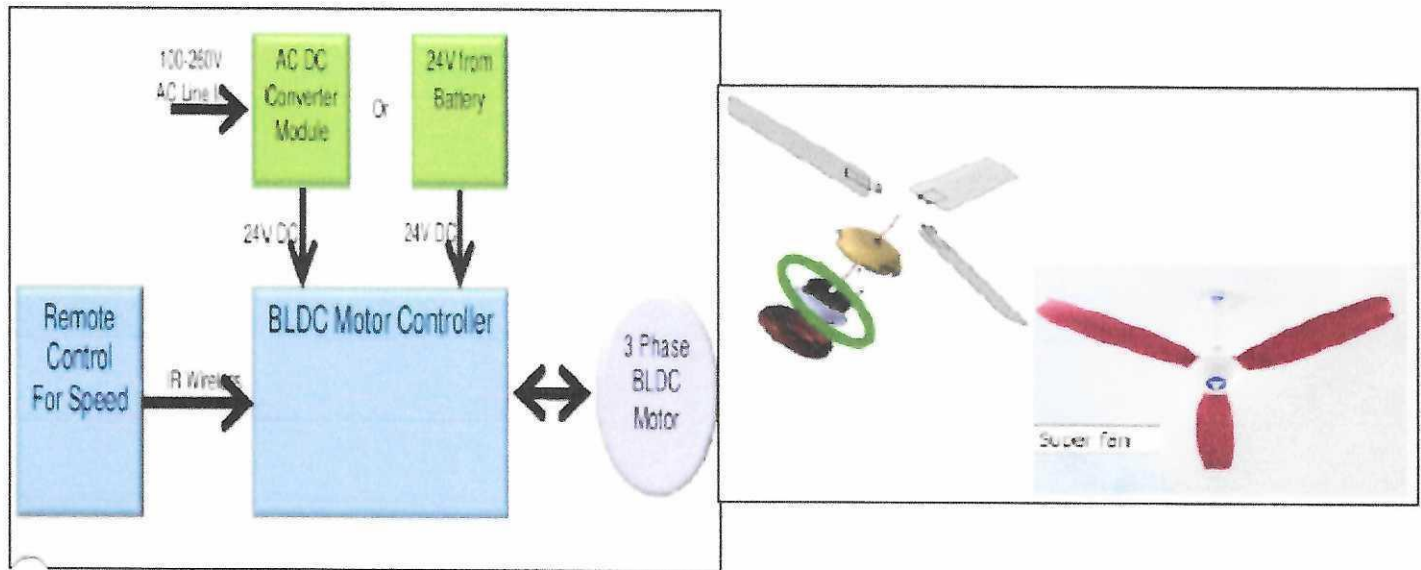 100-260V
AC Line
AC DC
Converter
Module
Or
24V from
Battery
24V DC
24V DC
Remote
Control
For Speed
IR Wireless
BLDC Motor Controller
3 Phase
BLDC
Motor
Super fan